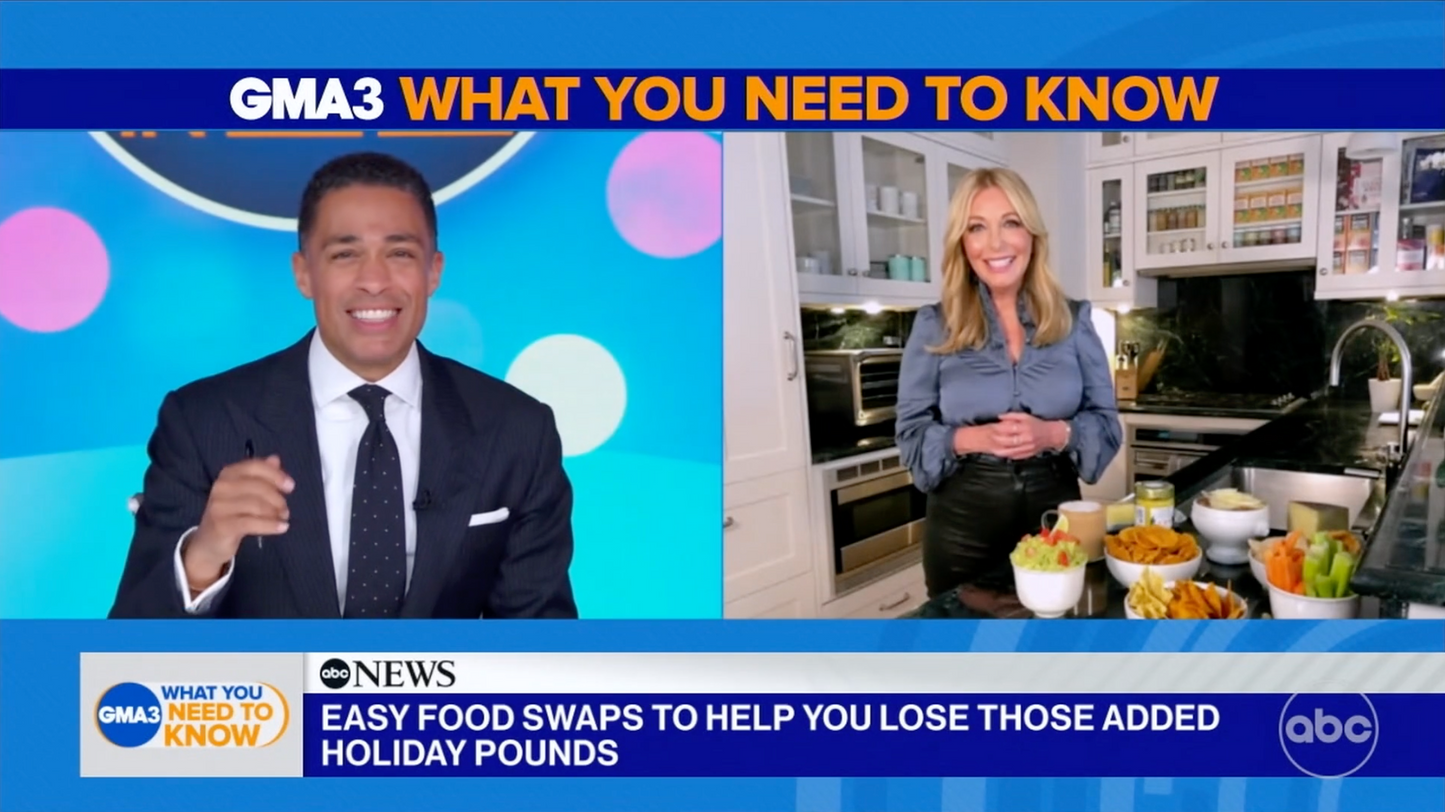 GMA3 WHAT YOU NEED TO KNOW
abc NEWS
GMA3 WHAT YOU
NEED TO
KNOW
EASY FOOD SWAPS TO HELP YOU LOSE THOSE ADDED
HOLIDAY POUNDS
abc